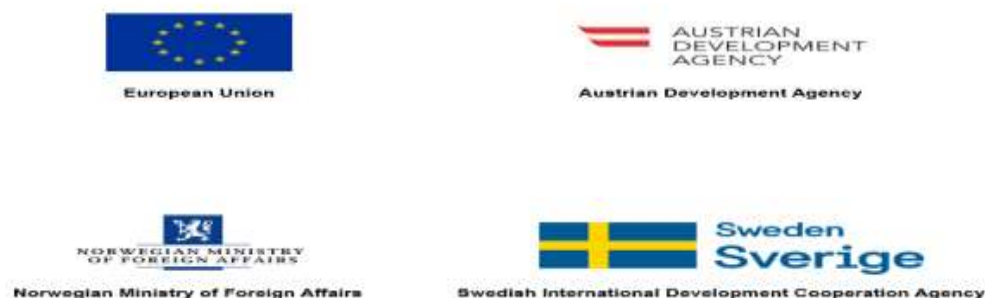 AUSTRIAN
DEVELOPMENT
AGENCY
European Union
Austrian Development Agency
NORWEGIAN MINISTRY
OF FOREIGN AFFAIRS
Sweden
Sverige
Norwegian Ministry of Foreign Affairs
Swedish International Development Cooperation Agency